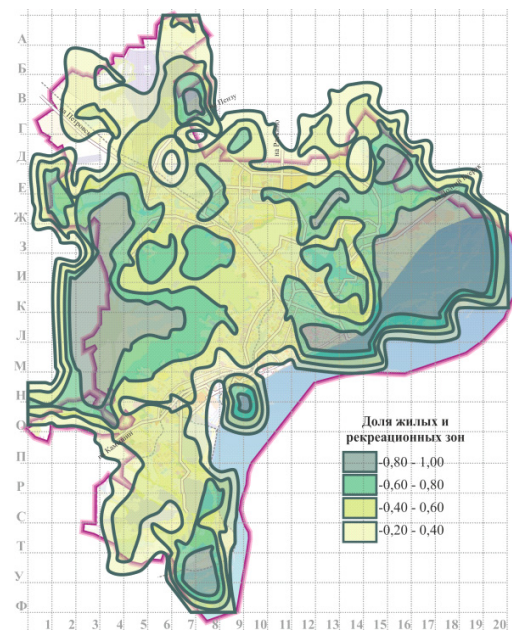 А
Б
В
Г
Д
Е
Ж
З
И
К
Л
М
Н
О
П
Р
С
Т
У
Ф
Пензу
Доля жилых и
рекреационных зон
-0,80 - 1,00
-0,60 - 0,80
-0,40 - 0,60
-0,20 - 0,40
1 2 3 4 5 6 7 8 9 10 11 12 13 14 15 16 17 18 19 20